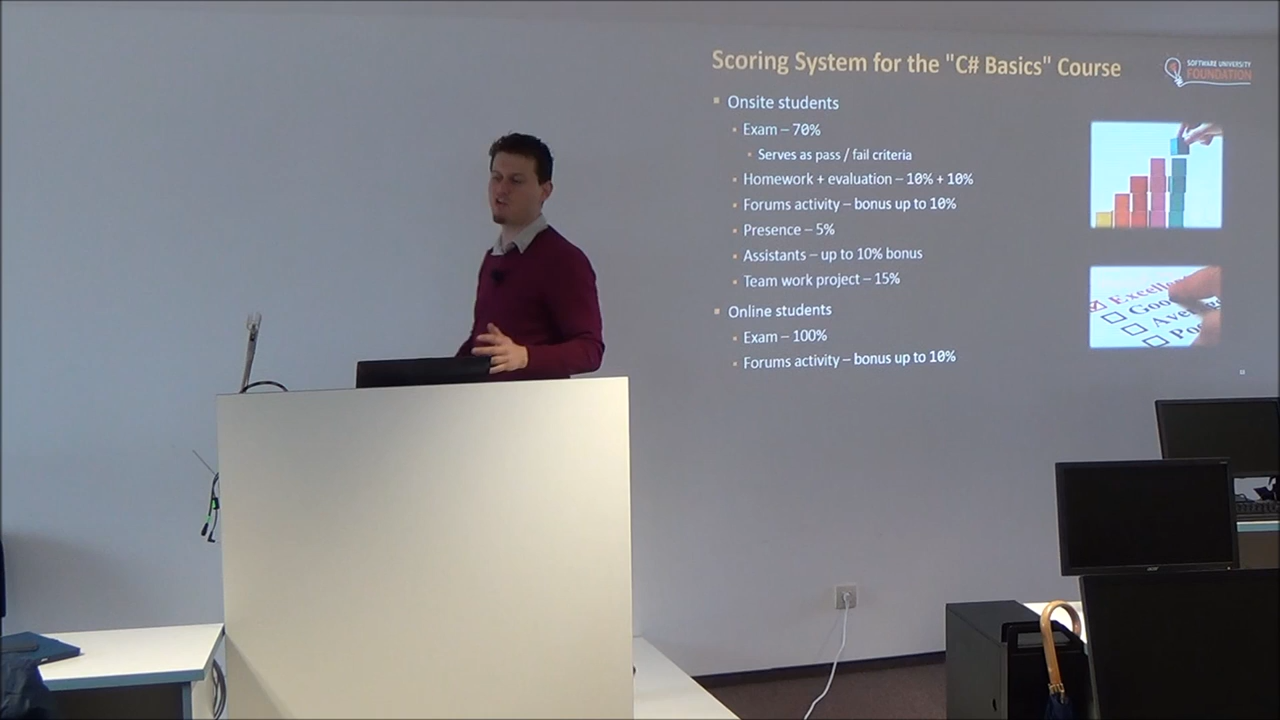 Scoring System for the "C# Basics" Course
SOFTWARE UNIVERSITY
FOUNDATION
Onsite students
Exam – 70%
Serves as pass / fail criteria
Homework + evaluation – 10% + 10%
Forums activity – bonus up to 10%
Presence – 5%
Assistants – up to 10% bonus
Team work project – 15%
Online students
Exam – 100%
Forums activity – bonus up to 10%